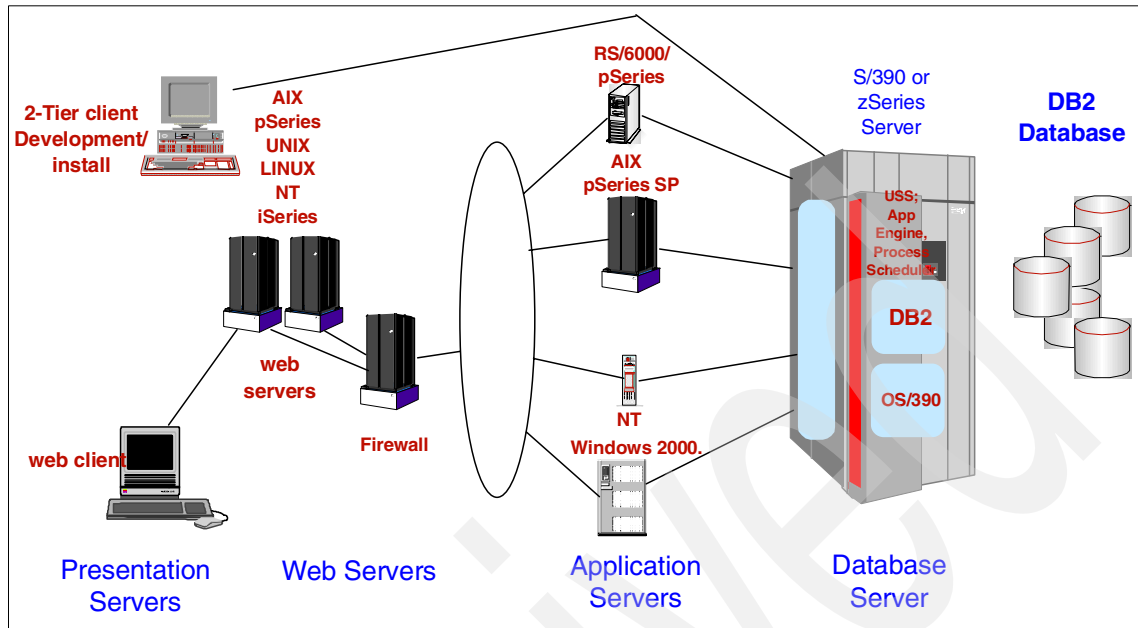 2-Tier client
Development/
install
AIX
pSeries
UNIX
LINUX
NT
iSeries
RS/6000/
pSeries
AIX
pSeries SP
S/390 or
zSeries
Server
DB2
Database
USS;
App
Engine,
Process
DB2
OS/390
web
servers
Firewall
web client
NT
Windows 2000.
Presentation
Servers
Web Servers
Application
Servers
Database
Server